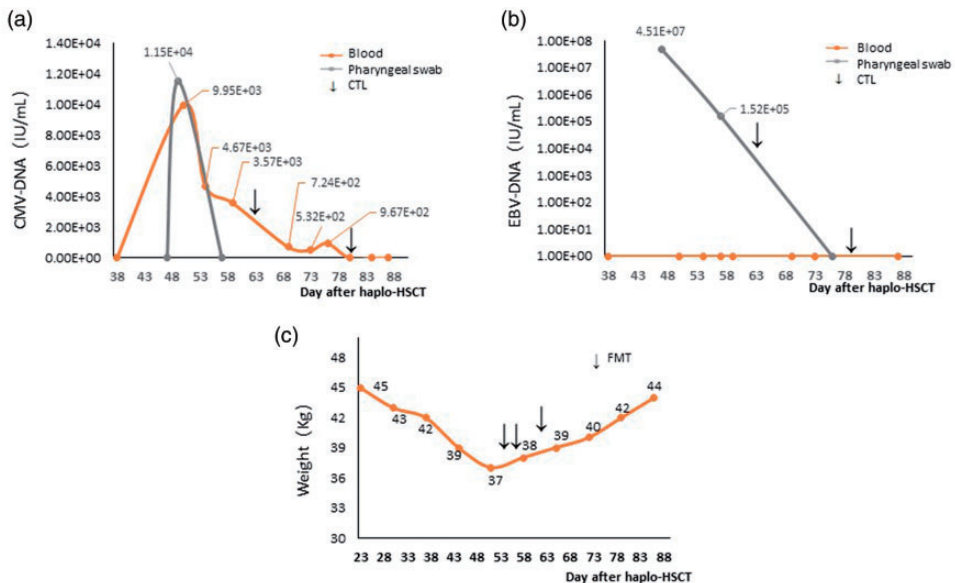 (a)
1.40E+04
1.20E+04
1.00E+04
8.00E+03
6.00E+03
4.00E+03
2.00E+03
0.00E+00
CMV-DNA (IU/mL)
1.15E+04
9.95E+03
4.67E+03
3.57E+03
7.24E+02
5.32E+02
9.67E+02
Blood
Pharyngeal swab
CTL
38 43 48 53 58 63 68 73 78 83 88
Day after haplo-HSCT
(b)
1.00E+08
1.00E+07
1.00E+06
1.00E+05
1.00E+04
1.00E+03
1.00E+02
1.00E+01
1.00E+00
EBV-DNA (IU/mL)
4.51E+07
1.52E+05
Blood
Pharyngeal swab
CTL
38 43 48 53 58 63 68 73 78 83 88
Day after haplo-HSCT
(c)
48
45
42
39
36
33
30
Weight (Kg)
FMT
45
43
42
39
37
38
39
40
42
44
23 28 33 38 43 48 53 58 63 68 73 78 83 88
Day after haplo-HSCT